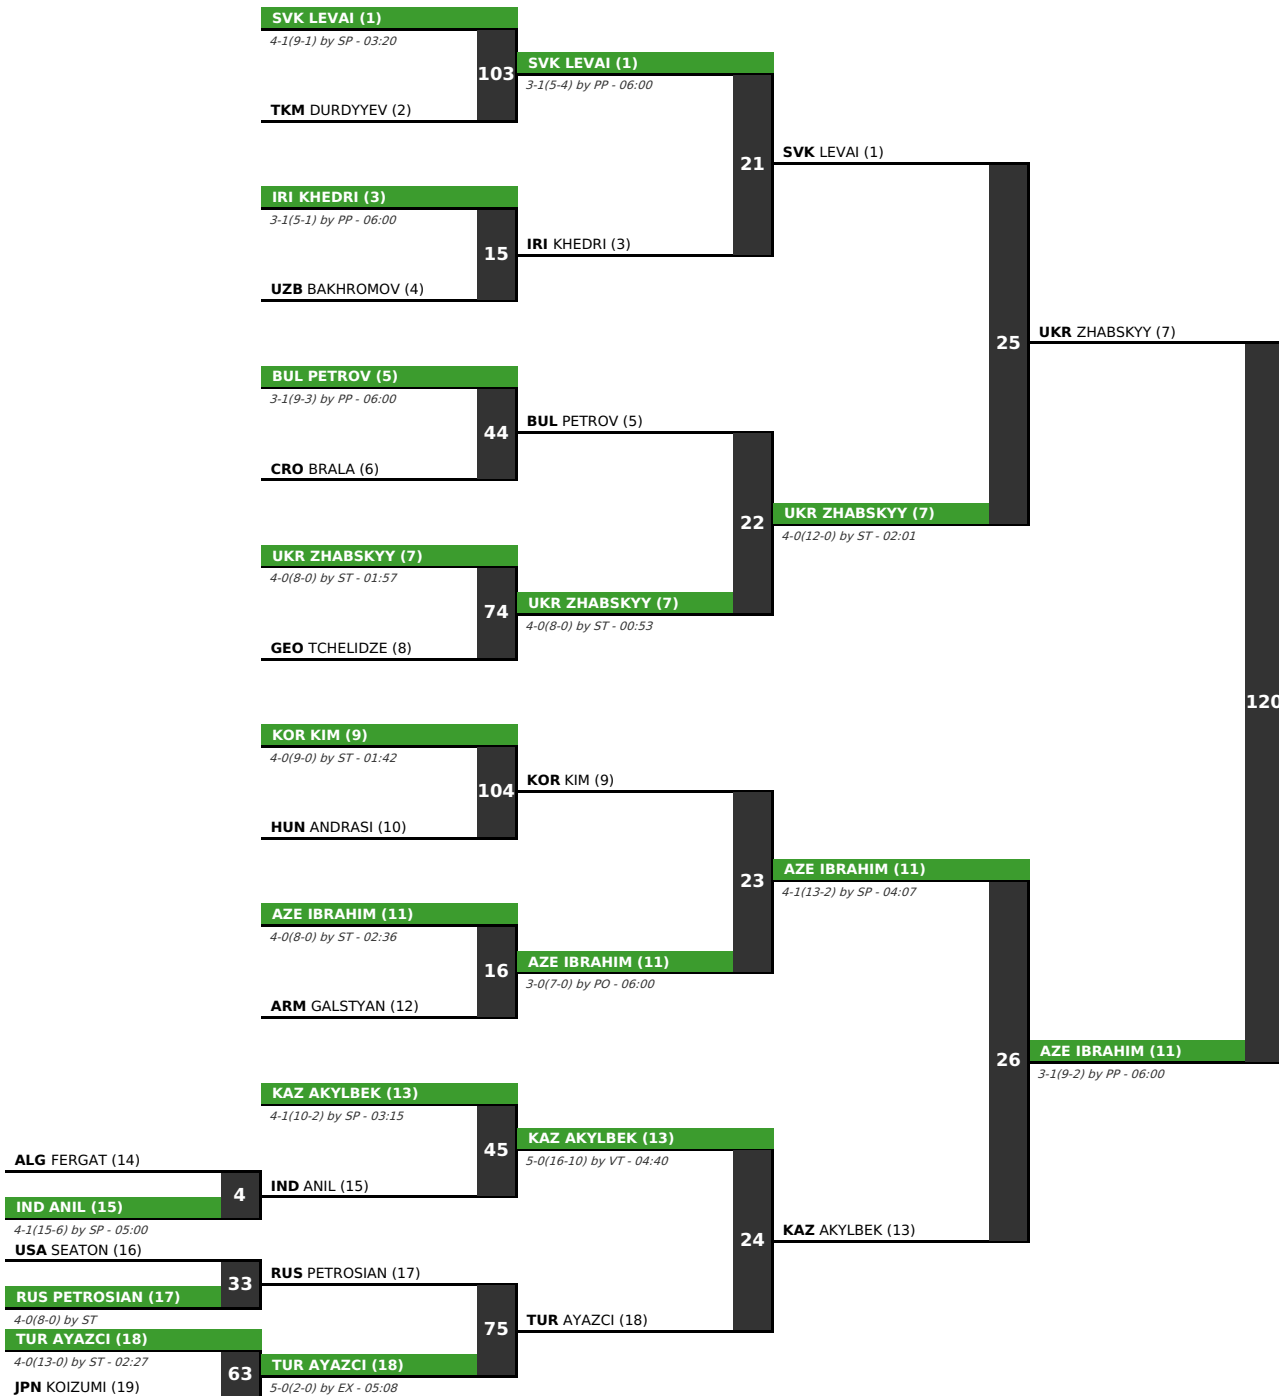 SVK LEVAI (1)
4-1(9-1) by SP - 03:20
103
SVK LEVAI (1)
3-1(5-4) by PP - 06:00
TKM DURDYYEV (2)
21
SVK LEVAI (1)
IRI KHEDRI (3)
3-1(5-1) by PP - 06:00
15
IRI KHEDRI (3)
UZB BAKHROMOV (4)
25
UKR ZHABSKYY (7)
BUL PETROV (5)
3-1(9-3) by PP - 06:00
44
BUL PETROV (5)
CRO BRALA (6)
22
UKR ZHABSKYY (7)
4-0(12-0) by ST - 02:01
UKR ZHABSKYY (7)
4-0(8-0) by ST - 01:57
74
UKR ZHABSKYY (7)
4-0(8-0) by ST - 00:53
GEO TCHELIDZE (8)
120
KOR KIM (9)
4-0(9-0) by ST - 01:42
104
KOR KIM (9)
HUN ANDRASI (10)
23
AZE IBRAHIM (11)
4-1(13-2) by SP - 04:07
AZE IBRAHIM (11)
4-0(8-0) by ST - 02:36
16
AZE IBRAHIM (11)
3-0(7-0) by PO - 06:00
ARM GALSTYAN (12)
26
AZE IBRAHIM (11)
3-1(9-2) by PP - 06:00
KAZ AKYLBEK (13)
4-1(10-2) by SP - 03:15
45
KAZ AKYLBEK (13)
5-0(16-10) by VT - 04:40
ALG FERGAT (14)
4
IND ANIL (15)
IND ANIL (15)
4-1(15-6) by SP - 05:00
24
KAZ AKYLBEK (13)
USA SEATON (16)
33
RUS PETROSIAN (17)
RUS PETROSIAN (17)
4-0(8-0) by ST
75
TUR AYAZCI (18)
TUR AYAZCI (18)
4-0(13-0) by ST - 02:27
63
TUR AYAZCI (18)
5-0(2-0) by EX - 05:08
JPN KOIZUMI (19)